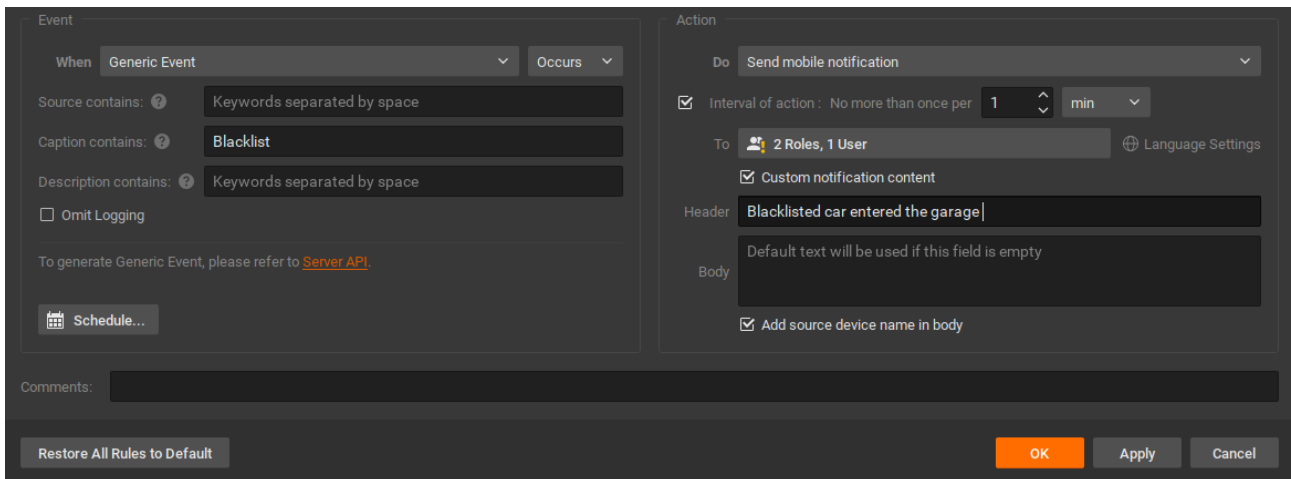 Event
When Generic Event Occurs
Source contains: ? Keywords separated by space
Caption contains: ? Blacklist
Description contains: ? Keywords separated by space
Omit Logging
To generate Generic Event, please refer to Server API.
Schedule...
Action
Do Send mobile notification
Interval of action : No more than once per 1 min
To 2 Roles, 1 User Language Settings
Custom notification content
Header Blacklisted car entered the garage
Body Default text will be used if this field is empty
Add source device name in body
Comments:
Restore All Rules to Default
OK Apply Cancel